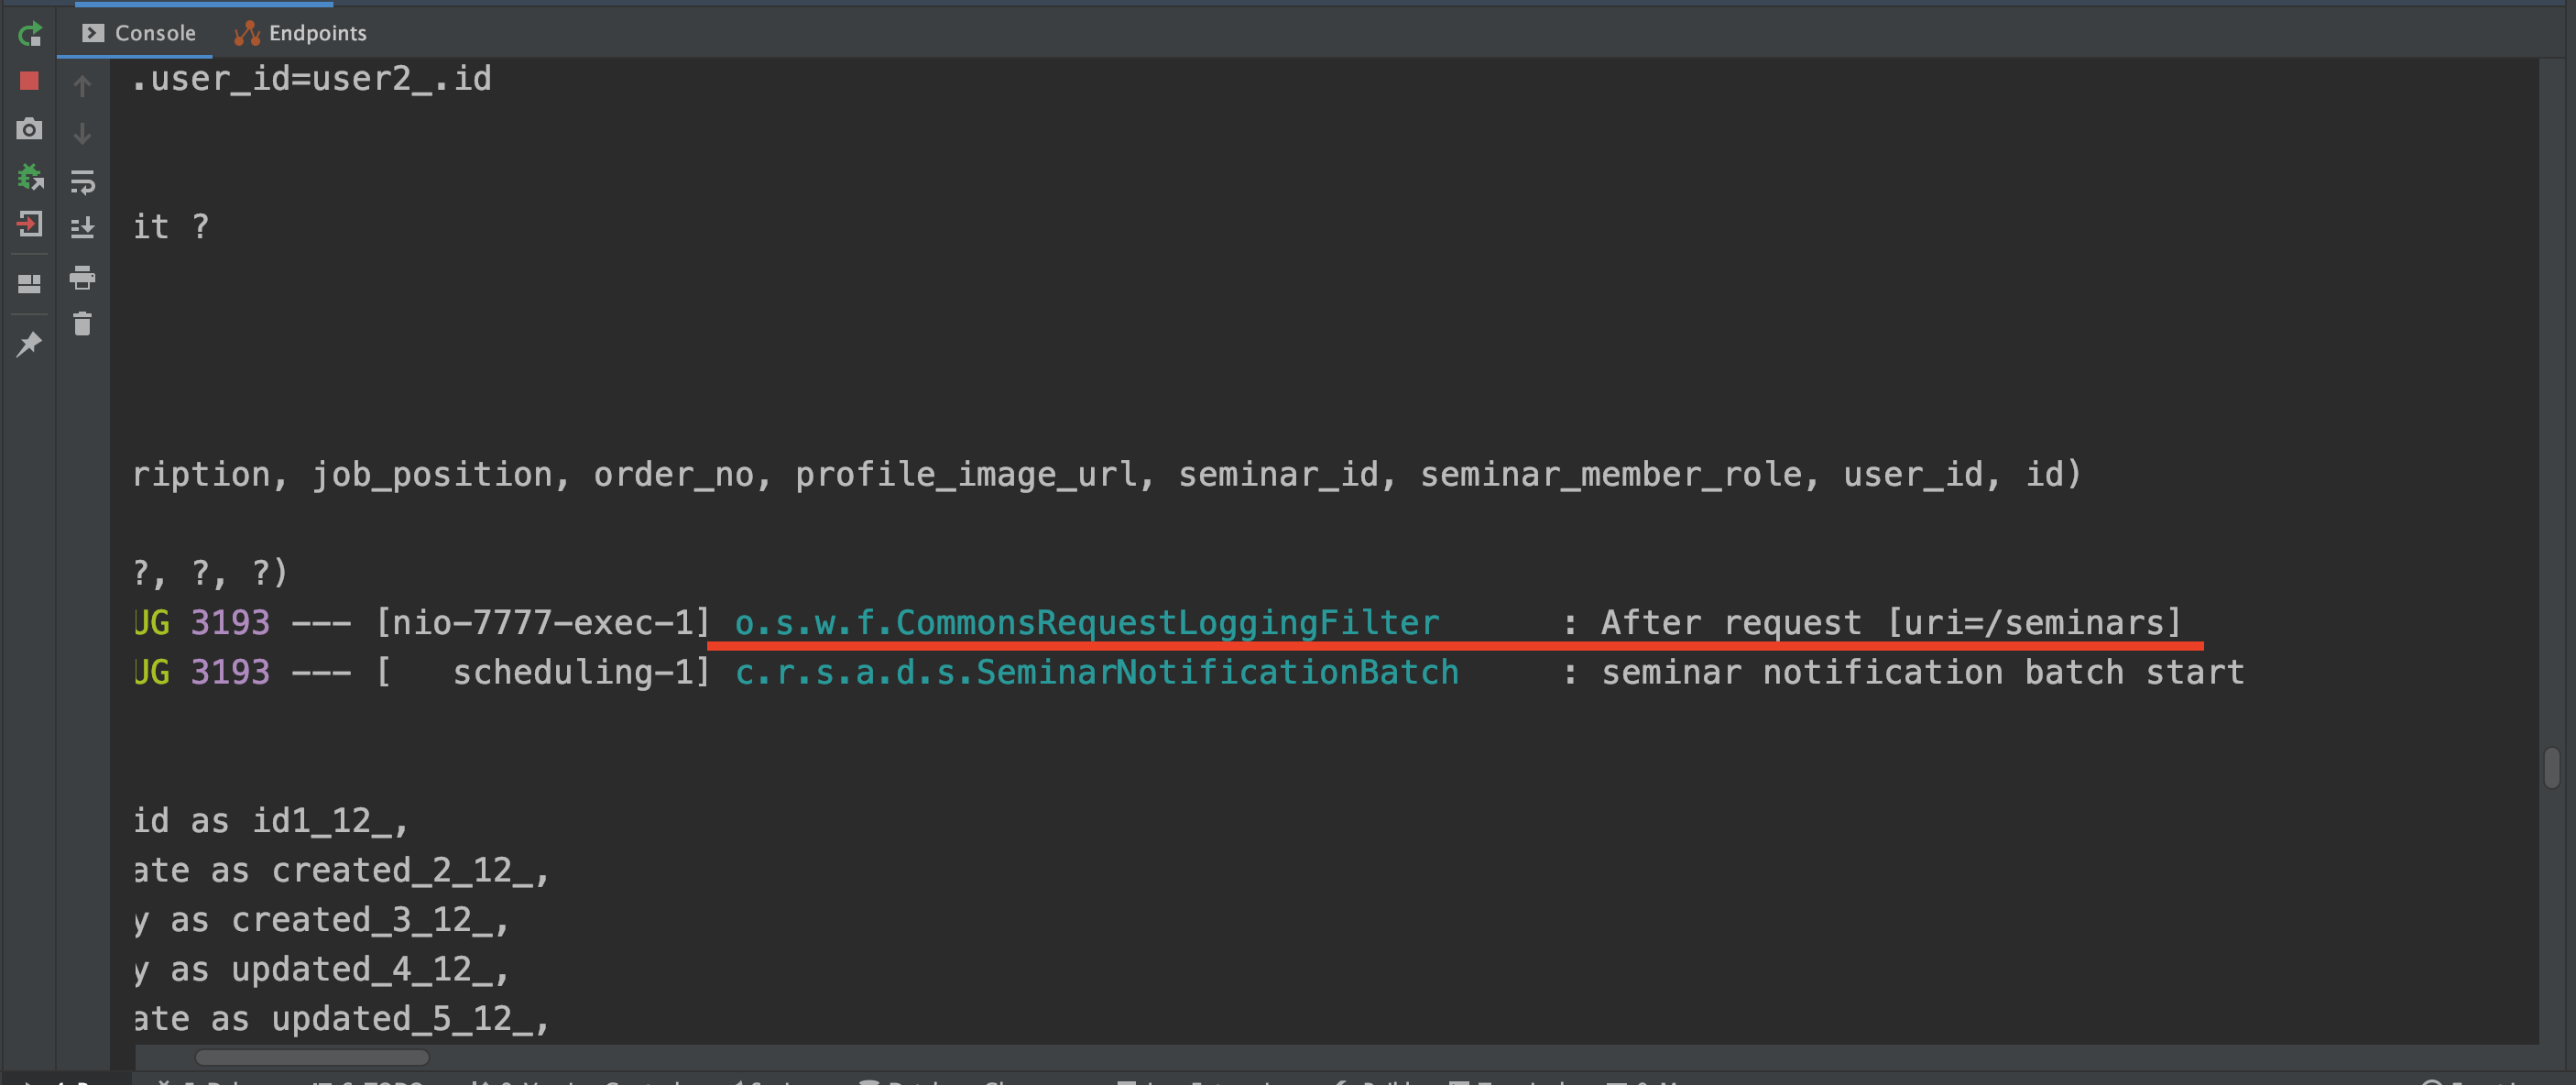 Console Endpoints
.user_id=user2_.id
it ?
ription, job_position, order_no, profile_image_url, seminar_id, seminar_member_role, user_id, id)
?, ?, ?)
UG 3193 --- [nio-7777-exec-1] o.s.w.f.CommonsRequestLoggingFilter : After request [uri=/seminars]
UG 3193 --- [ scheduling-1] c.r.s.a.d.s.SeminarNotificationBatch : seminar notification batch start
id as id1_12_,
ate as created_2_12_,
y as created_3_12_,
y as updated_4_12_,
ate as updated_5_12_,